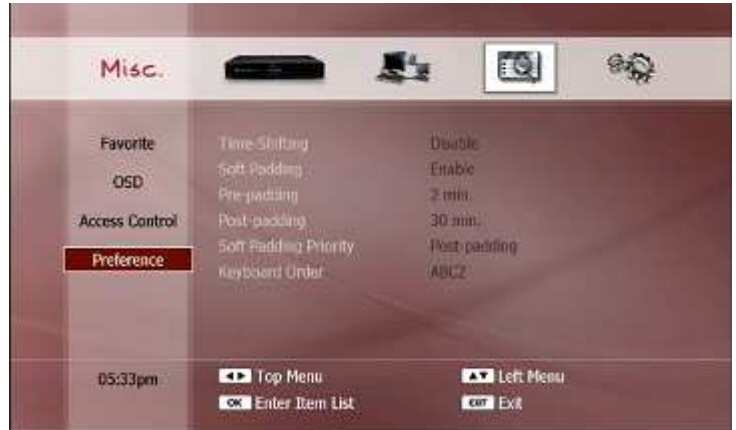 Misc.
Favorite
OSD
Access Control
Preference
Time-Shifting Disable
Soft Padding Enable
Pre-padding 2 min.
Post-padding 30 min.
Soft Padding Priority Post-padding
Keyboard Order ABCZ
05:33pm
◄► Top Menu
▲▼ Left Menu
OK Enter Item List
EXIT Exit